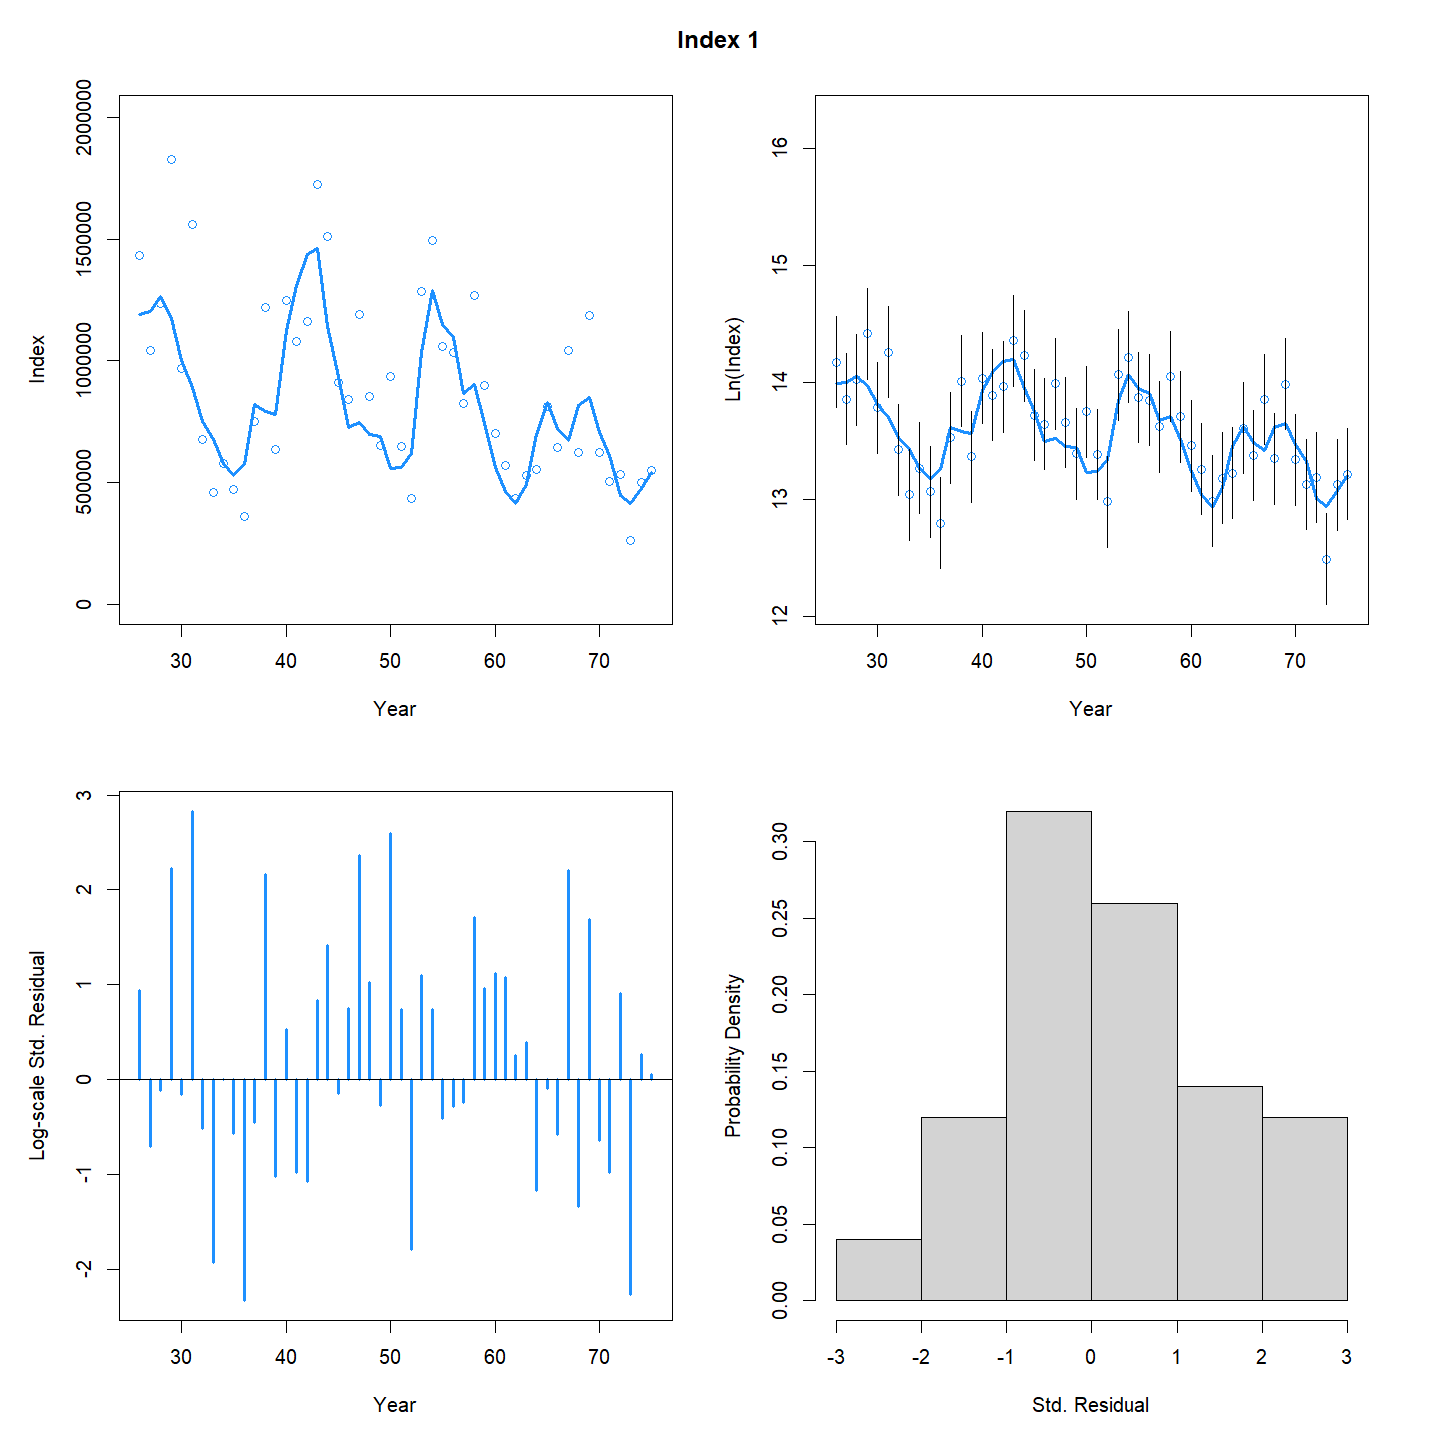 Index 1
Index
0
500000
1000000
1500000
2000000
30 40 50 60 70
Year
Ln(Index)
12
13
14
15
16
30 40 50 60 70
Year
Log-scale Std. Residual
-2
-1
0
1
2
3
30 40 50 60 70
Year
Probability Density
0.00
0.05
0.10
0.15
0.20
0.25
0.30
-3 -2 -1 0 1 2 3
Std. Residual